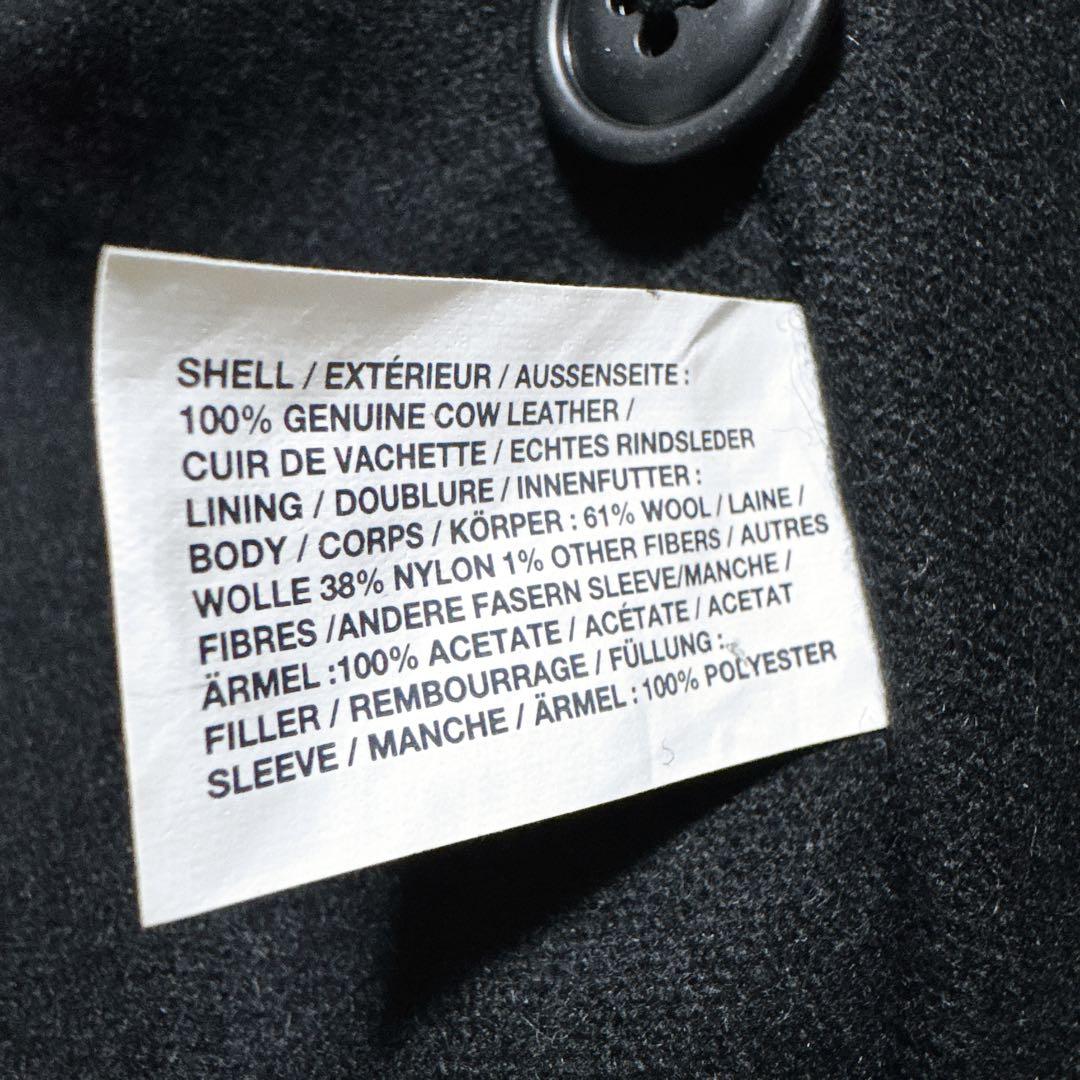 SHELL / EXTÉRIEUR / AUSSENSEITE :
100% GENUINE COW LEATHER /
CUIR DE VACHETTE / ECHTES RINDSLEDER
LINING / DOUBLURE / INNENFUTTER :
BODY / CORPS / KÖRPER : 61% WOOL / LAINE /
WOLLE 38% NYLON 1% OTHER FIBERS / AUTRES
FIBRES /ANDERE FASERN SLEEVE/MANCHE /
ÄRMEL :100% ACETATE / ACÉTATE / ACETAT
FILLER / REMBOURRAGE / FÜLLUNG :
SLEEVE / MANCHE / ÄRMEL : 100% POLYESTER